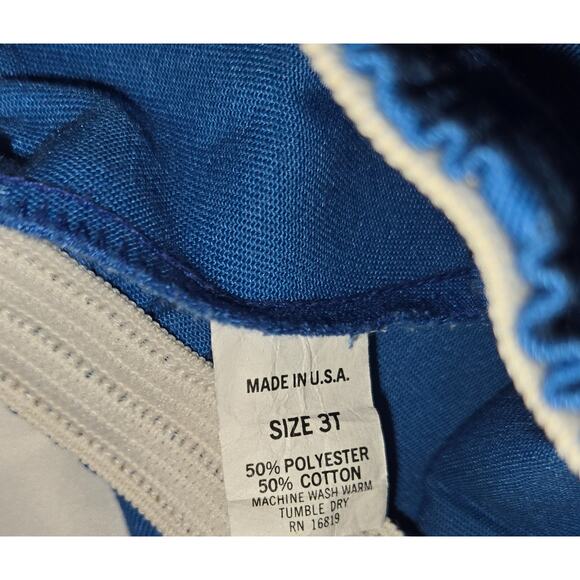 MADE IN U.S.A.
SIZE 3T
50% POLYESTER
50% COTTON
MACHINE WASH WARM
TUMBLE DRY
RN 16819